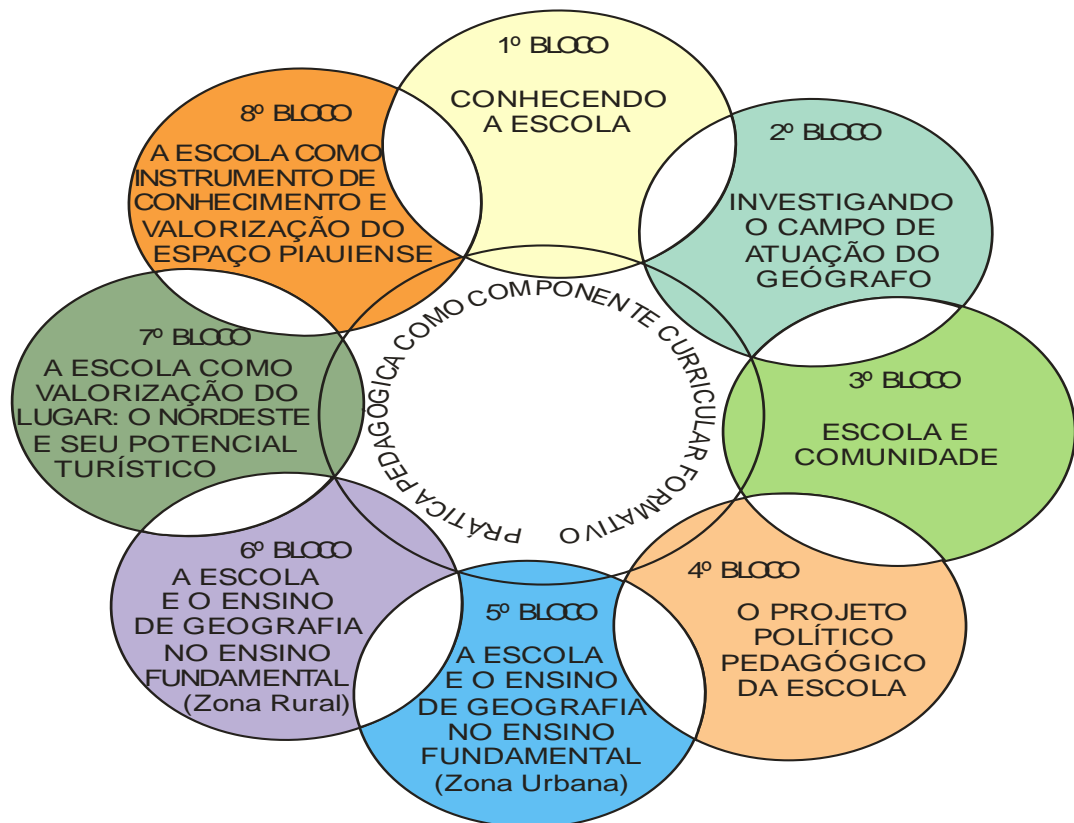 1º BLOCO
CONHECENDO
A ESCOLA
2º BLOCO
INVESTIGANDO
O CAMPO DE
ATUAÇÃO DO
GEÓGRAFO
3º BLOCO
ESCOLA E
COMUNIDADE
4º BLOCO
O PROJETO
POLÍTICO
PEDAGÓGICO
DA ESCOLA
5º BLOCO
A ESCOLA
E O ENSINO
DE GEOGRAFIA
NO ENSINO
FUNDAMENTAL
(Zona Urbana)
6º BLOCO
A ESCOLA
E O ENSINO
DE GEOGRAFIA
NO ENSINO
FUNDAMENTAL
(Zona Rural)
7º BLOCO
A ESCOLA COMO
VALORIZAÇÃO DO
LUGAR: O NORDESTE
E SEU POTENCIAL
TURÍSTICO
8º BLOCO
A ESCOLA COMO
INSTRUMENTO DE
CONHECIMENTO E
VALORIZAÇÃO DO
ESPAÇO PIAUIENSE
PRÁTICA PEDAGOGICA COMO COMPONENTE CURRICULAR FORMATIVO